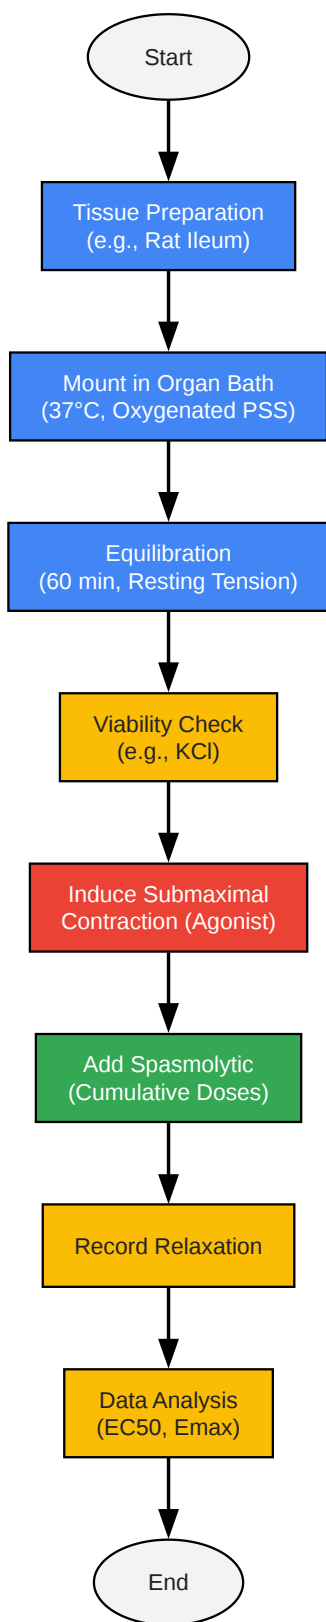 Start
Tissue Preparation
(e.g., Rat Ileum)
Mount in Organ Bath
(37°C, Oxygenated PSS)
Equilibration
(60 min, Resting Tension)
Viability Check
(e.g., KCl)
Induce Submaximal
Contraction (Agonist)
Add Spasmolytic
(Cumulative Doses)
Record Relaxation
Data Analysis
(EC50, Emax)
End